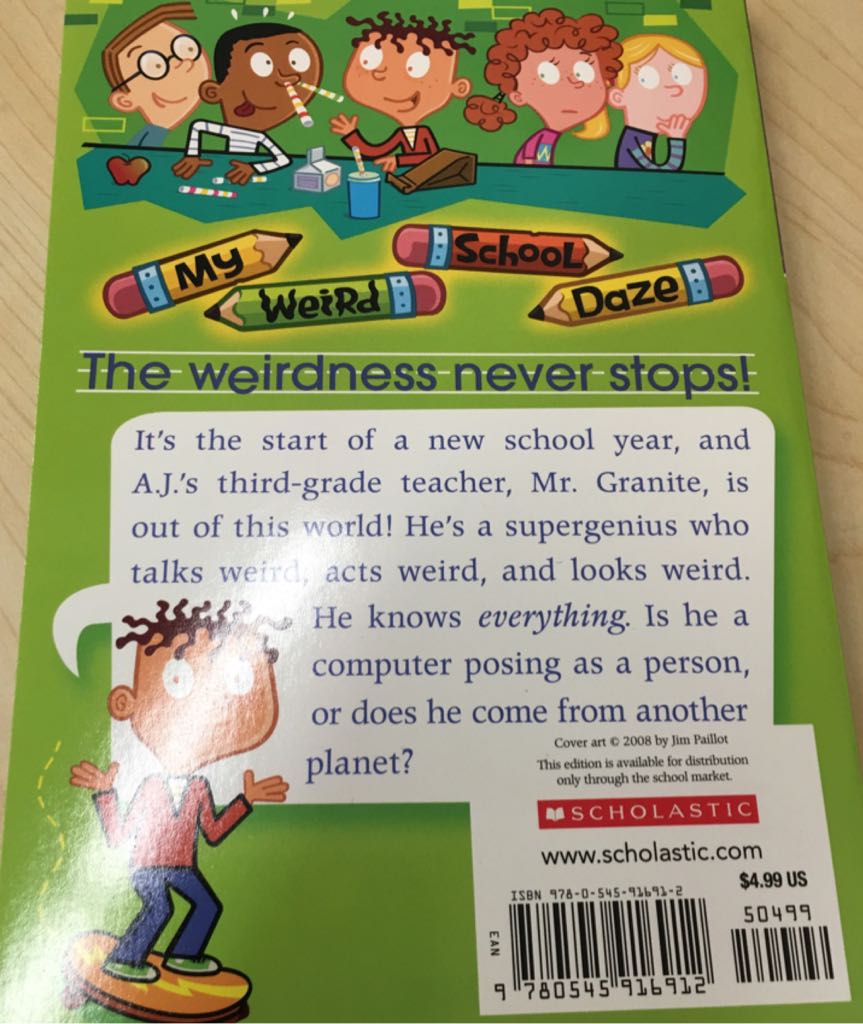 My School
Weird Daze
The weirdness never stops!
It's the start of a new school year, and
A.J.'s third-grade teacher, Mr. Granite, is
out of this world! He's a supergenius who
talks weird, acts weird, and looks weird.
He knows everything. Is he a
computer posing as a person,
or does he come from another
planet?
Cover art © 2008 by Jim Paillot
This edition is available for distribution
only through the school market.
SCHOLASTIC
www.scholastic.com
$4.99 US
ISBN 978-0-545-91691-2
50499
EAN
9 780545 916912
W